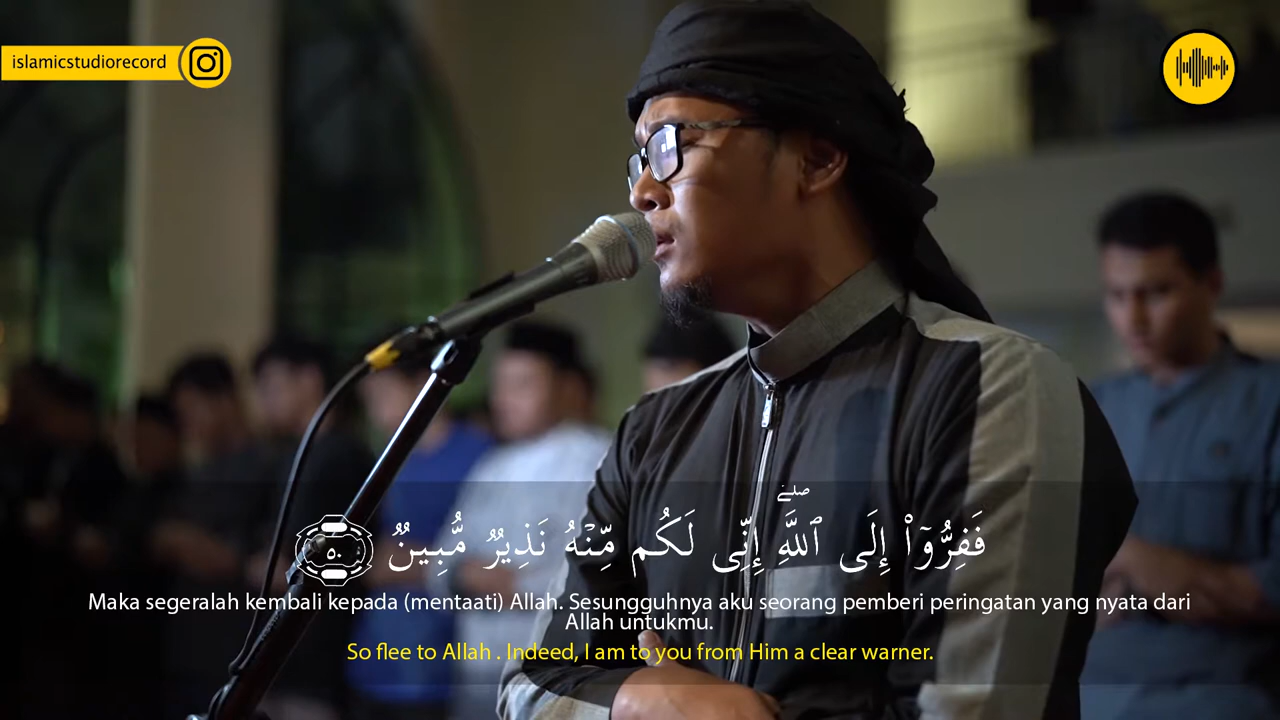 islamicstudiorecord
فَفِرُّوٓا۟ إِلَى ٱللَّهِ ۖ إِنِّى لَكُم مِّنْهُ نَذِيرٌ مُّبِينٌ ٥٠
Maka segeralah kembali kepada (mentaati) Allah. Sesungguhnya aku seorang pemberi peringatan yang nyata dari
Allah untukmu.
So flee to Allah . Indeed, I am to you from Him a clear warner.